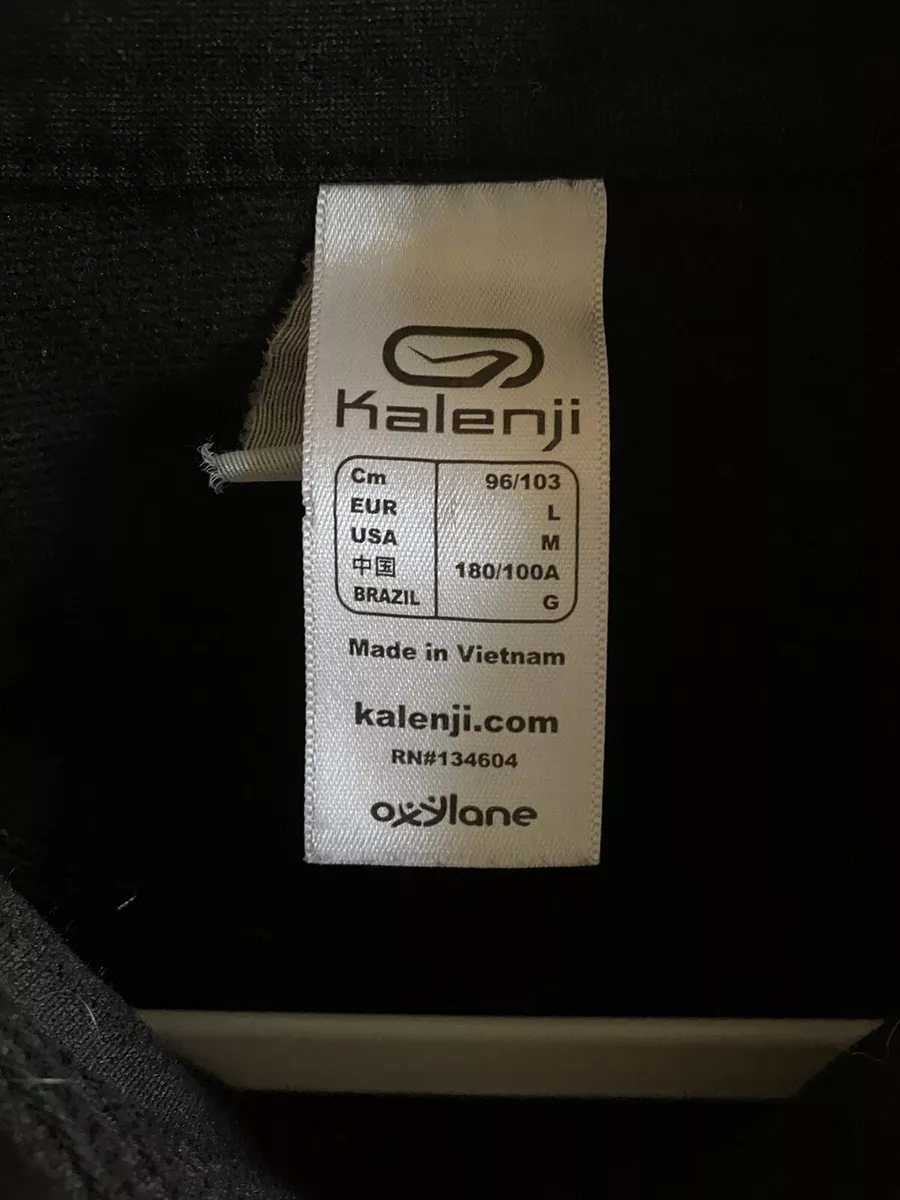 Kalenji
Cm 96/103
EUR L
USA M
中国 180/100A
BRAZIL G
Made in Vietnam
kalenji.com
RN#134604
oxylane